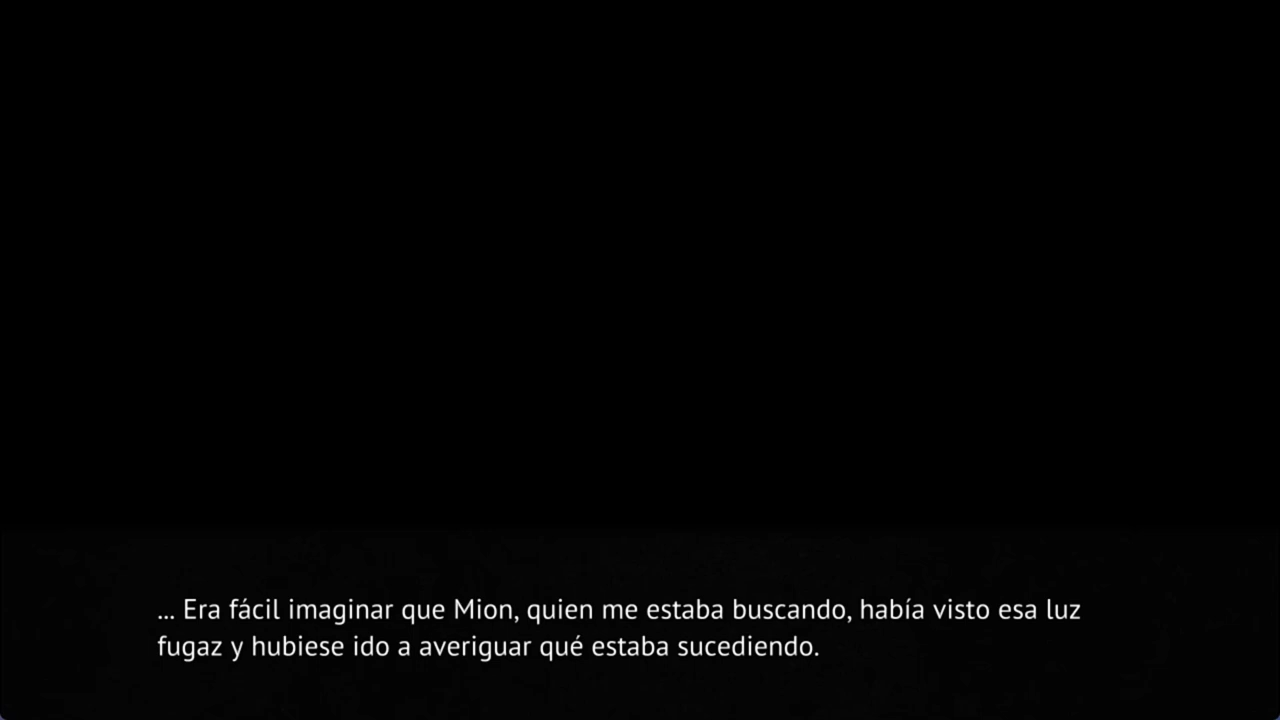 ... Era fácil imaginar que Mion, quien me estaba buscando, había visto esa luz
fugaz y hubiese ido a averiguar qué estaba sucediendo.